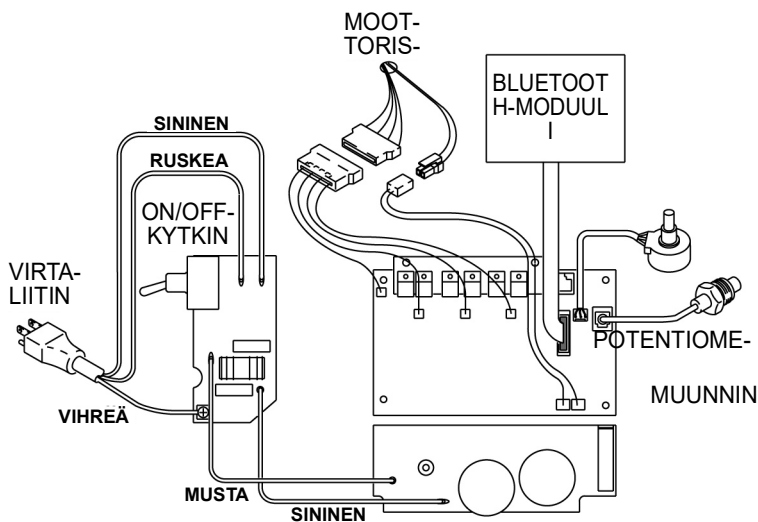 MOOT-
TORIS-
BLUETOOT
H-MODUUL
I
SININEN
RUSKEA
ON/OFF-
KYTKIN
VIRTA-
LIITIN
POTENTIOME-
MUUNNIN
VIHREÄ
MUSTA
SININEN